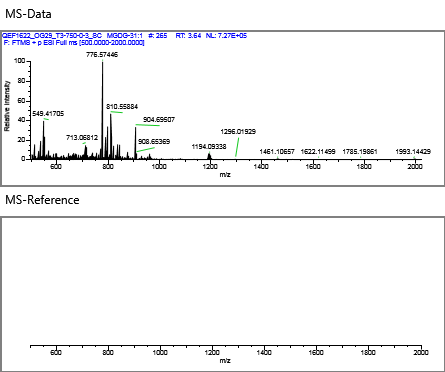 MS-Data
QEF1622_OG29_T3-750-0-3_BC MGDG-31:1 #: 265 RT: 3.64 NL: 7.27E+05
F: FTMS + p ESI Full ms [500.0000-2000.0000]
776.57446
100
80
60
40
20
0
Relative Intensity
549.41705
713.06812
810.55884
904.69507
908.65369
1194.09338
1296.01929
1461.10657
1622.11499
1785.19861
1993.14429
600 800 1000 1200 1400 1600 1800 2000
m/z
MS-Reference
600 800 1000 1200 1400 1600 1800 2000
m/z